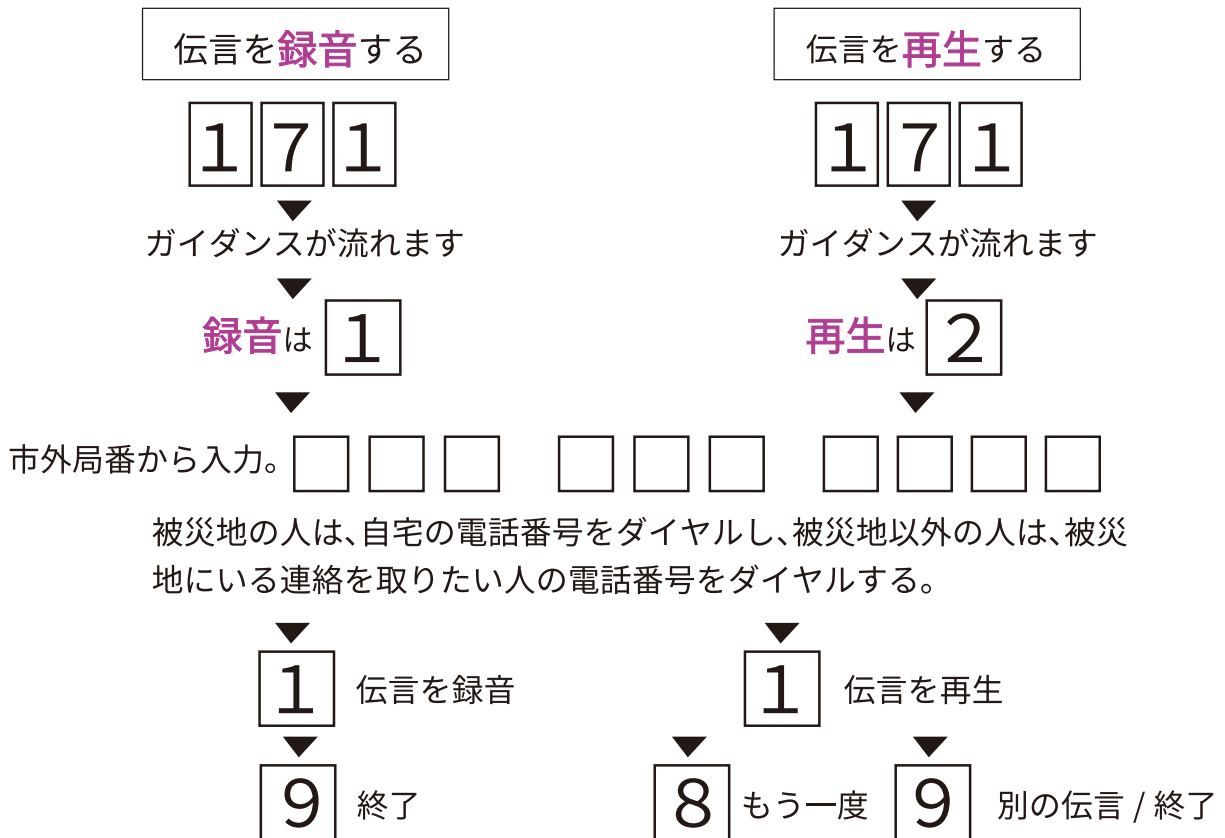 伝言を録音する
171
ガイダンスが流れます
録音は 1
伝言を再生する
171
ガイダンスが流れます
再生は 2
市外局番から入力。
被災地の人は、自宅の電話番号をダイヤルし、被災地以外の人は、被災
地にいる連絡を取りたい人の電話番号をダイヤルする。
1 伝言を録音
9 終了
1 伝言を再生
8 もう一度 9 別の伝言 / 終了